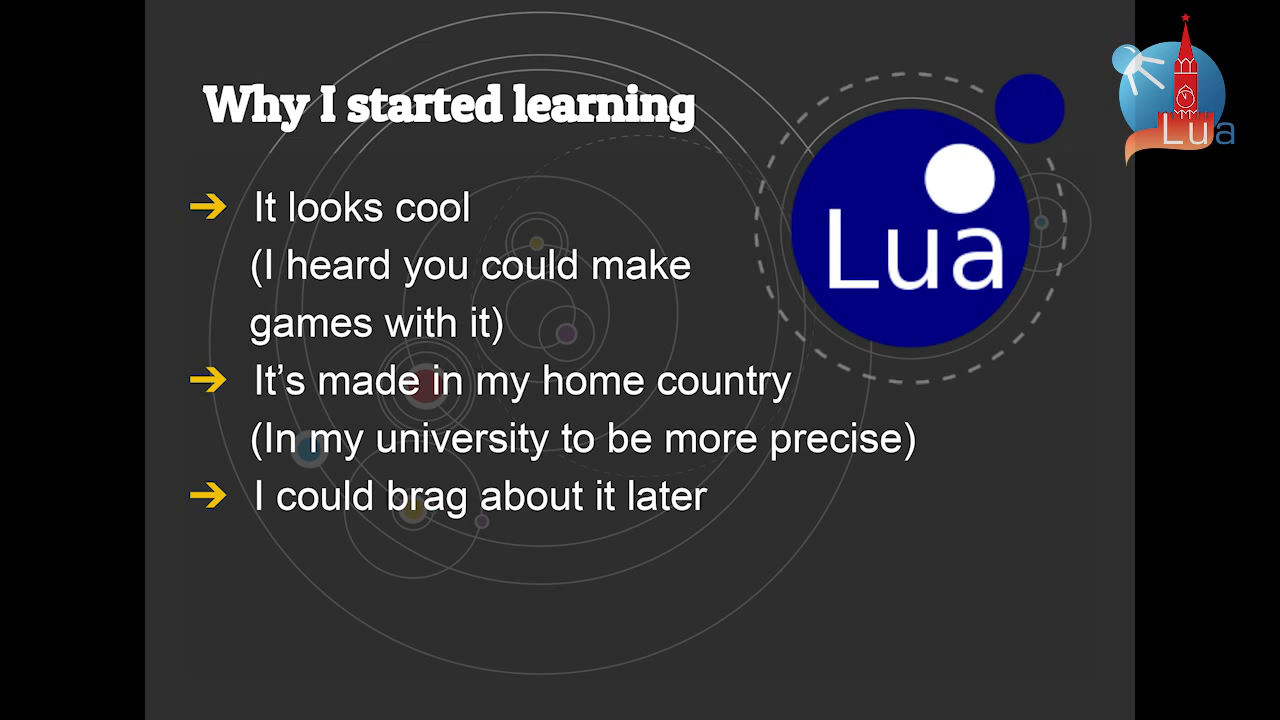 Why I started learning
Lua
Lua
➔ It looks cool
(I heard you could make
games with it)
➔ It’s made in my home country
(In my university to be more precise)
➔ I could brag about it later